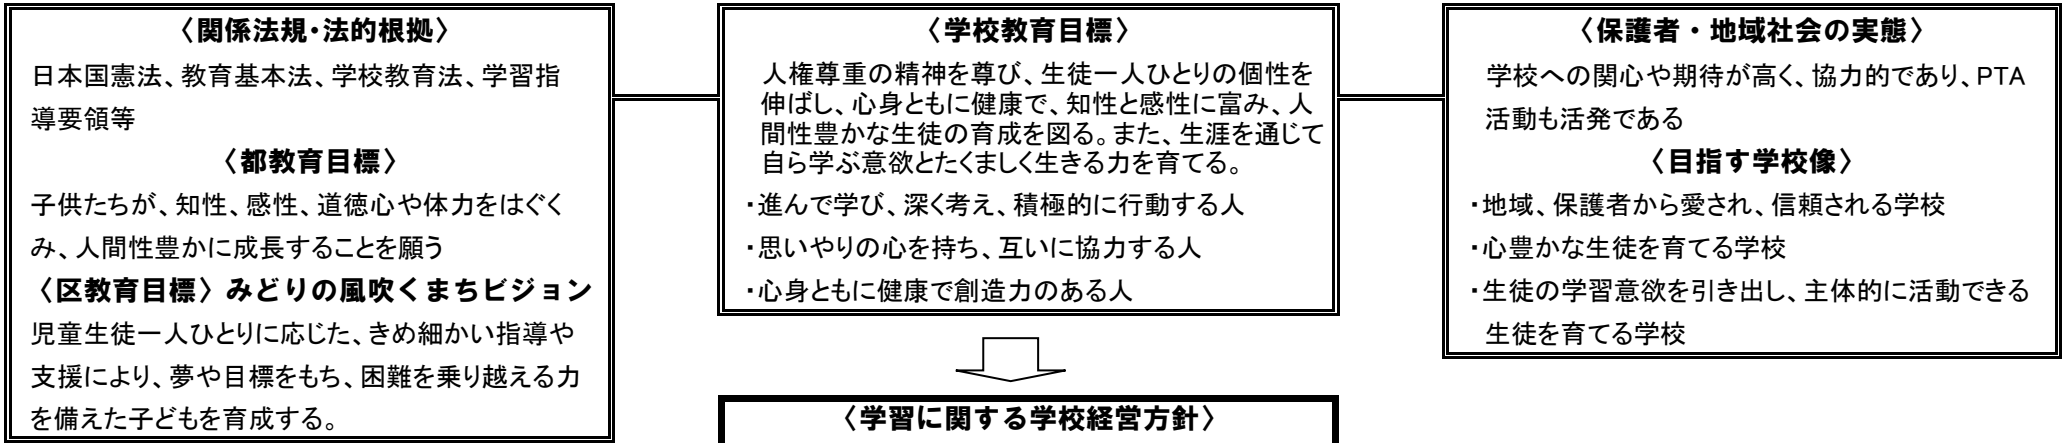 〈関係法規・法的根拠〉
日本国憲法、教育基本法、学校教育法、学習指
導要領等
〈都教育目標〉
子供たちが、知性、感性、道徳心や体力をはぐく
み、人間性豊かに成長することを願う
〈区教育目標〉みどりの風吹くまちビジョン
児童生徒一人ひとりに応じた、きめ細かい指導や
支援により、夢や目標をもち、困難を乗り越える力
を備えた子どもを育成する。
〈学校教育目標〉
人権尊重の精神を尊び、生徒一人ひとりの個性を
伸ばし、心身ともに健康で、知性と感性に富み、人
間性豊かな生徒の育成を図る。また、生涯を通じて
自ら学ぶ意欲とたくましく生きる力を育てる。
・進んで学び、深く考え、積極的に行動する人
・思いやりの心を持ち、互いに協力する人
・心身ともに健康で創造力のある人
〈学習に関する学校経営方針〉
〈保護者・地域社会の実態〉
学校への関心や期待が高く、協力的であり、PTA
活動も活発である
〈目指す学校像〉
・地域、保護者から愛され、信頼される学校
・心豊かな生徒を育てる学校
・生徒の学習意欲を引き出し、主体的に活動できる
生徒を育てる学校